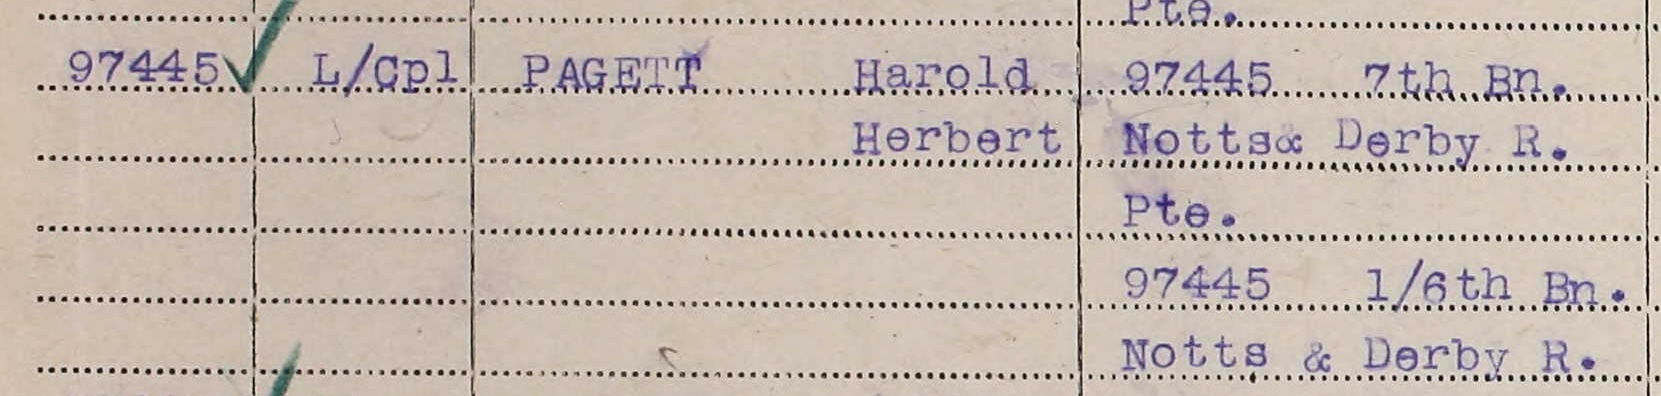 Pte.
97445 L/Cpl PAGETT Harold 97445 7th Bn.
Herbert Notts& Derby R.
Pte.
97445 1/6th Bn.
Notts & Derby R.